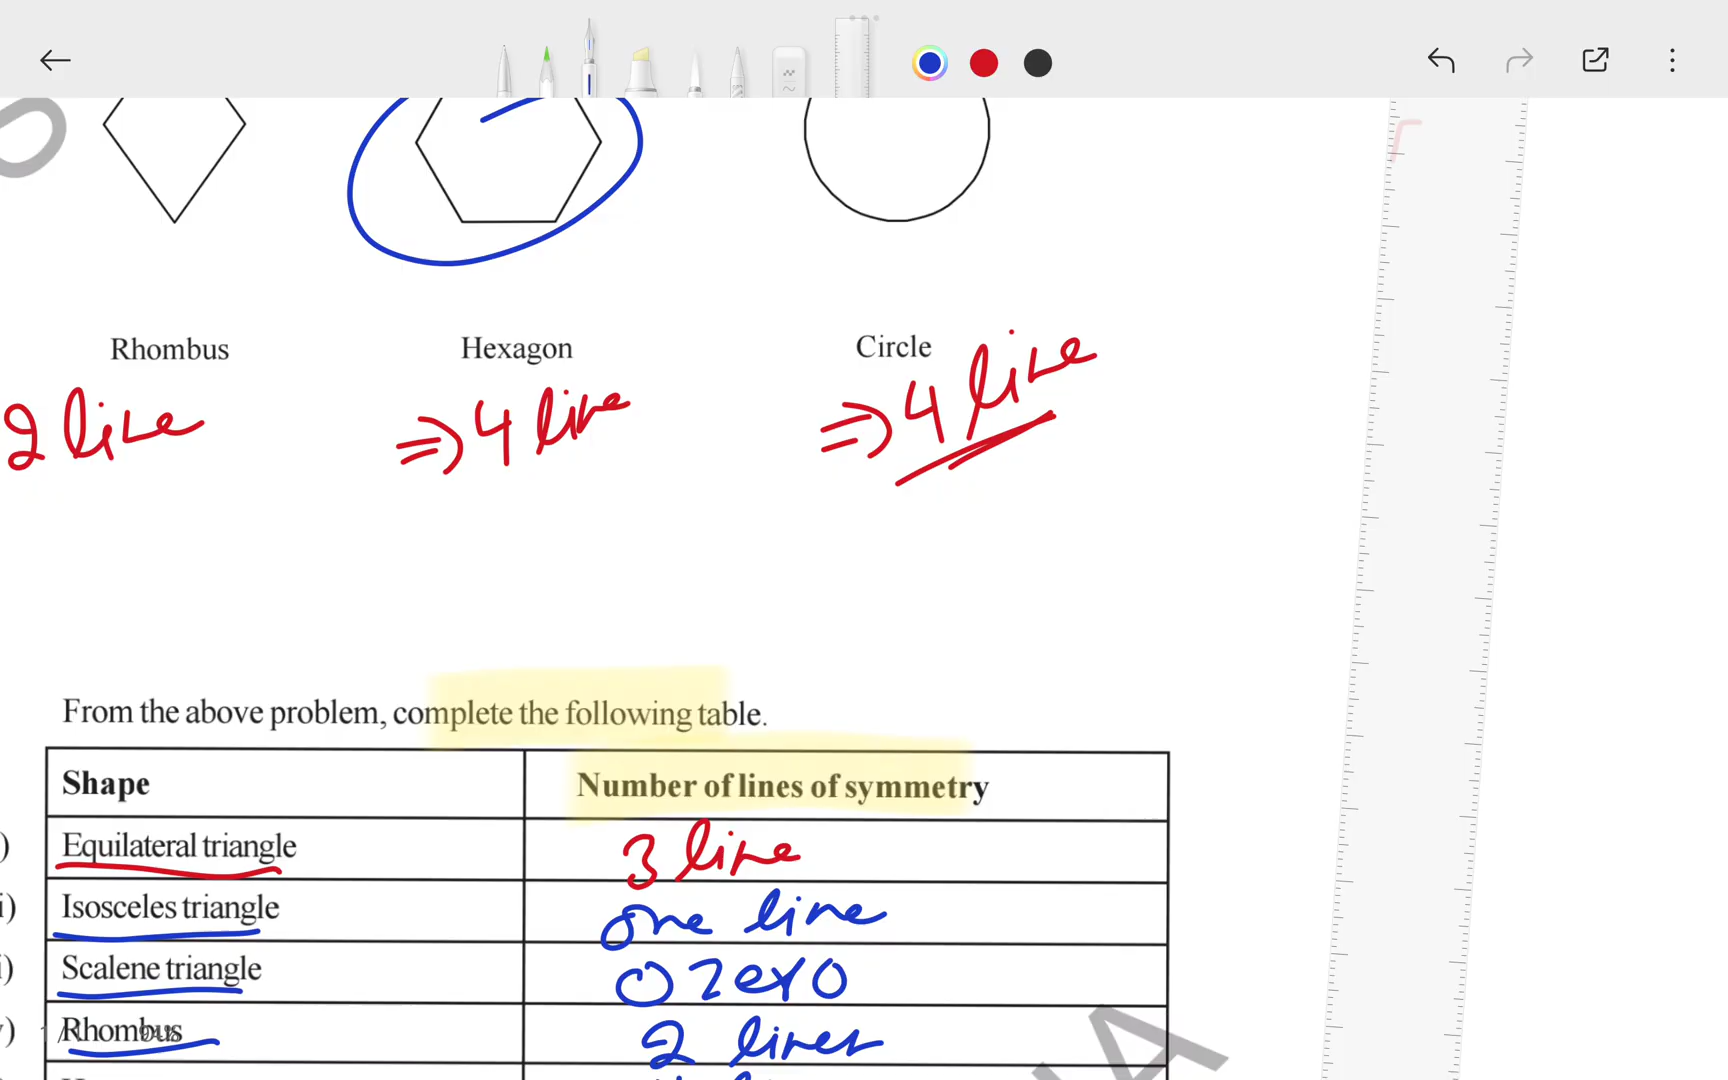 Rhombus Hexagon Circle
2 line ⇒ 4 line ⇒ 4 line
From the above problem, complete the following table.
Shape Number of lines of symmetry
) Equilateral triangle 3 line
i) Isosceles triangle one line
i) Scalene triangle 0 zero
) Rhombus 2 lines